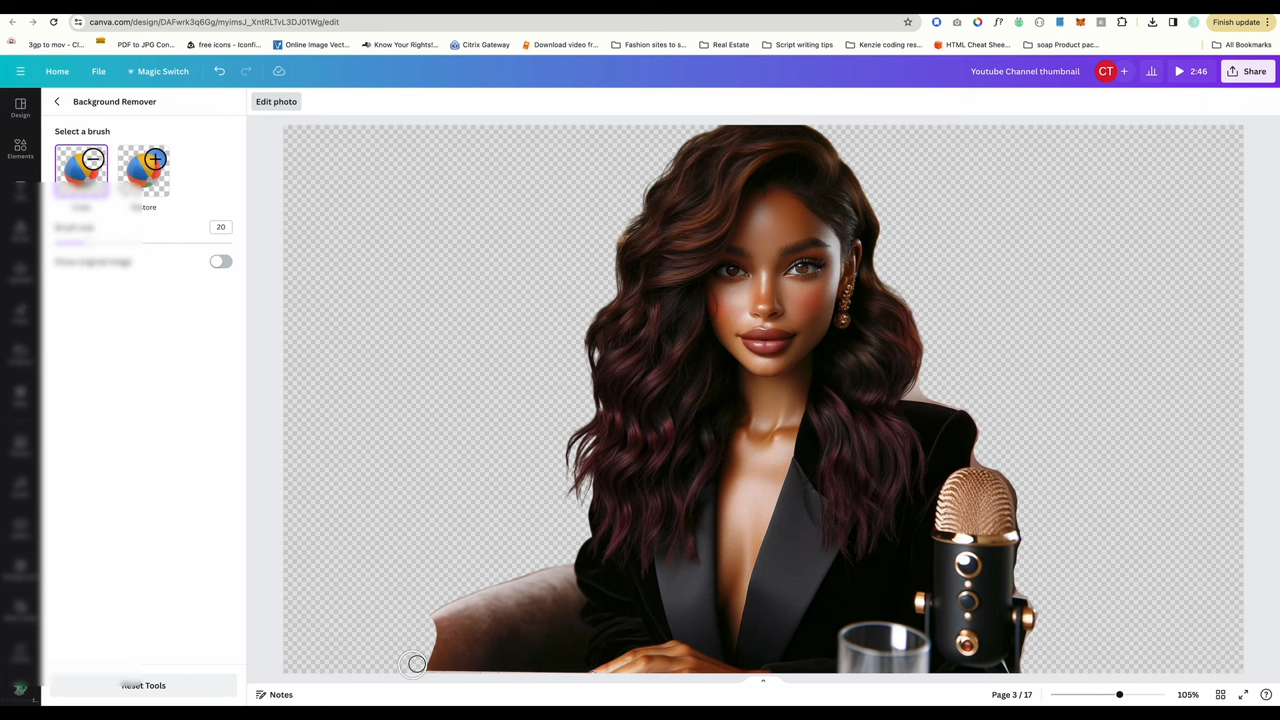 canva.com/design/DAFwrk3q6Gg/myimsJ_XntRLTvL3DJ01Wg/edit
Finish update
3gp to mov - Cl...
PDF to JPG Con...
free icons - Iconfi...
Online Image Vect...
Know Your Rights!...
Citrix Gateway
Download video fr...
Fashion sites to s...
Real Estate
Script writing tips
Kenzie coding res...
HTML Cheat Shee...
soap Product pac...
All Bookmarks
Home
File
Magic Switch
Youtube Channel thumbnail
CT
2:46
Share
Design
Background Remover
Edit photo
Select a brush
Elements
store
20
Reset Tools
Notes
Page 3 / 17
105%